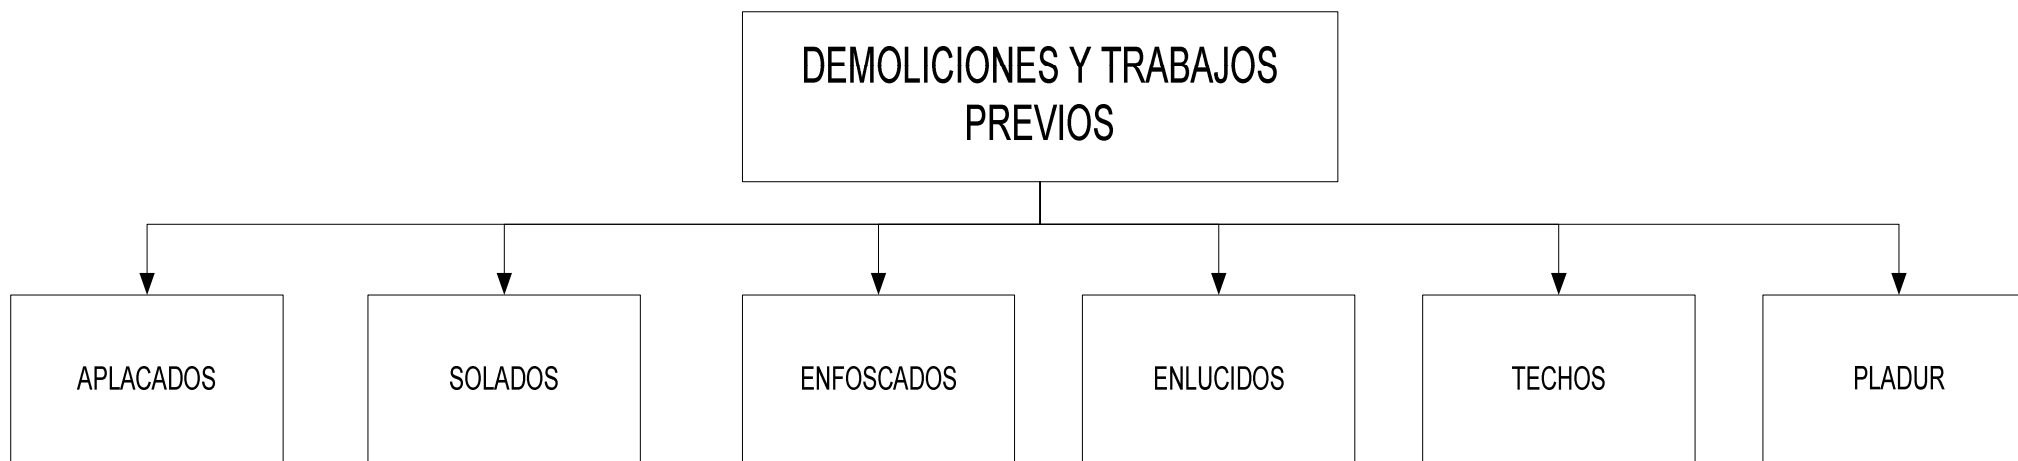 DEMOLICIONES Y TRABAJOS
PREVIOS
APLACADOS
SOLADOS
ENFOSCADOS
ENLUCIDOS
TECHOS
PLADUR